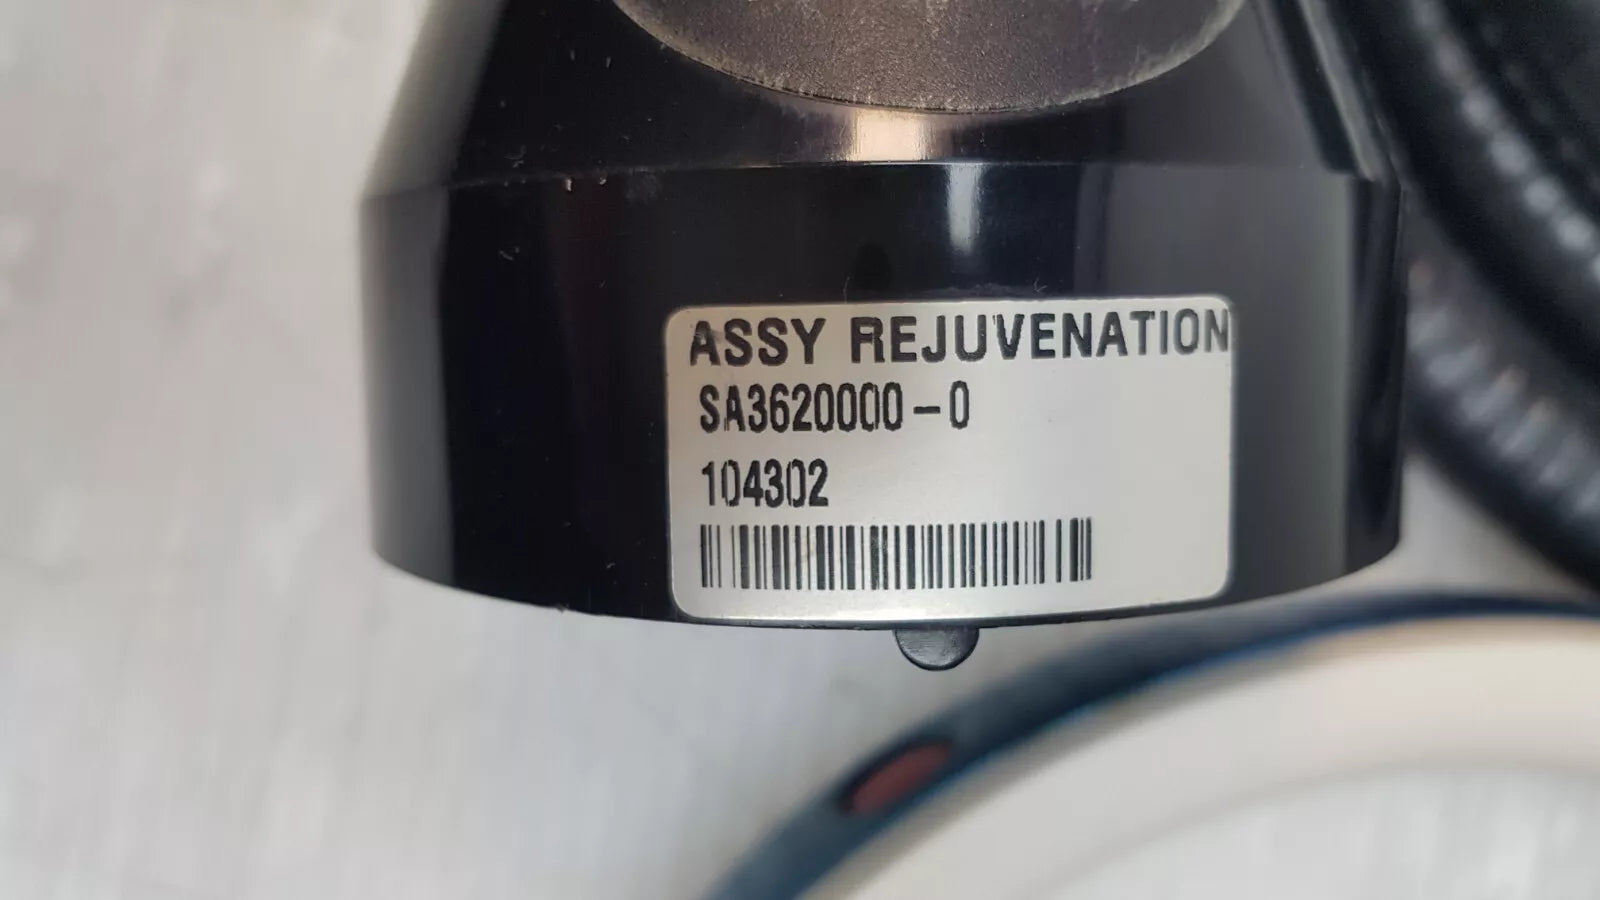 ASSY REJUVENATION
SA3620000-0
104302